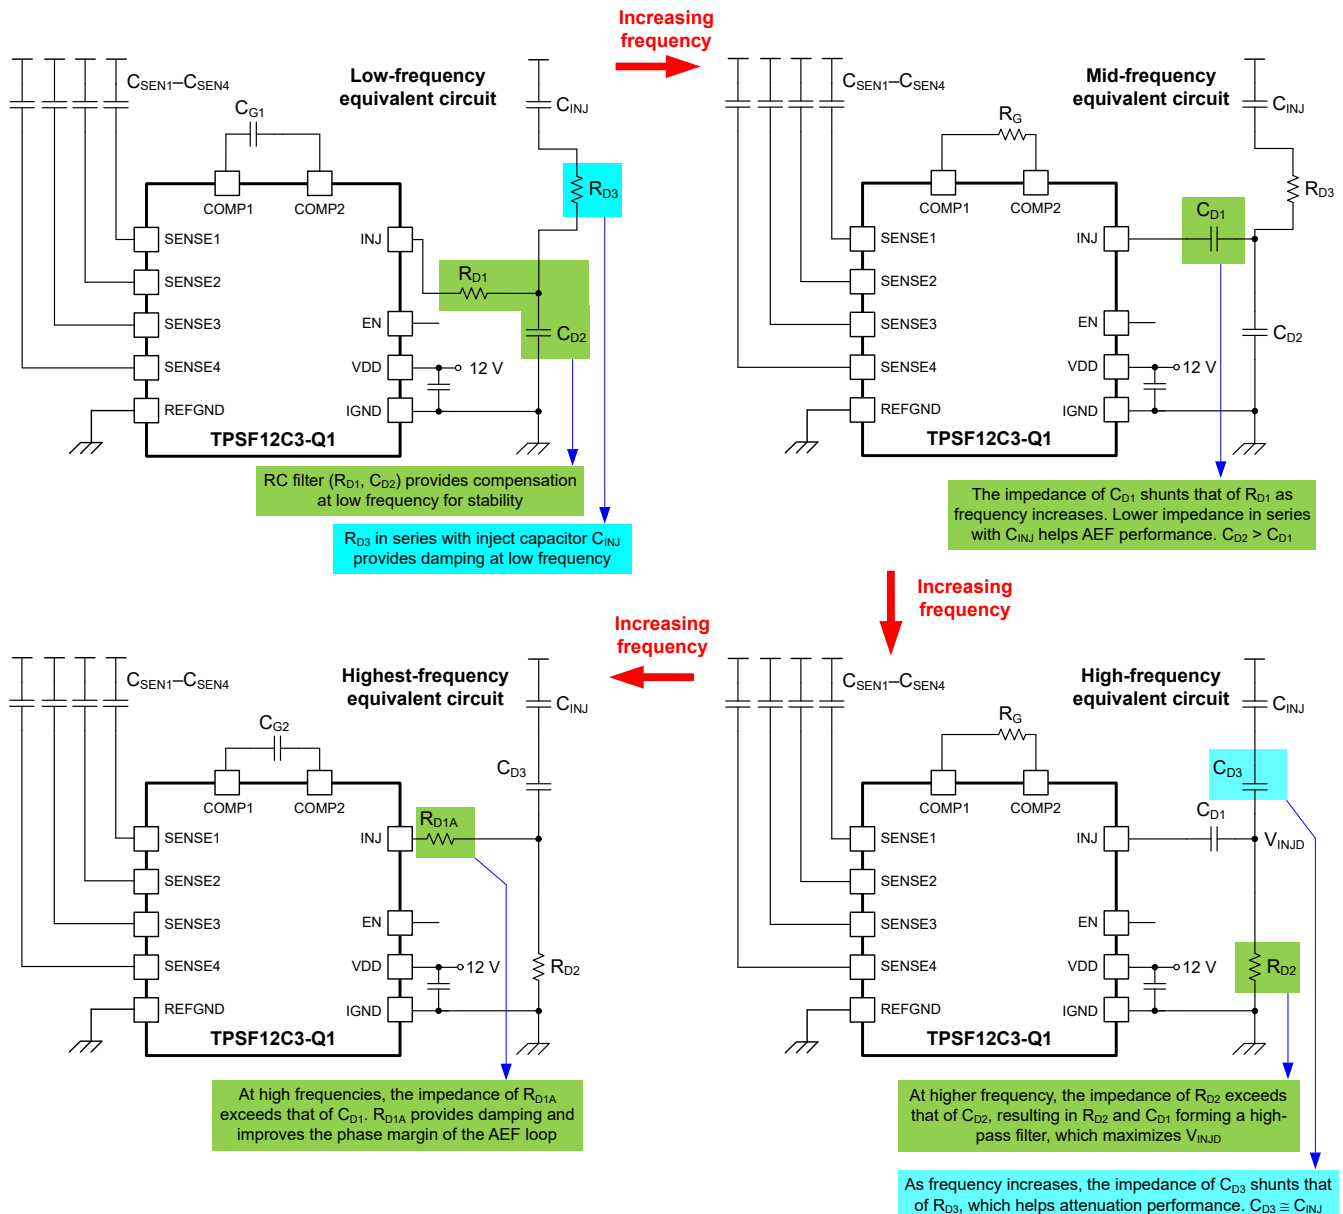 Increasing
frequency
Low-frequency
equivalent circuit
CSEN1–CSEN4
CG1
CINJ
RD3
COMP1
COMP2
SENSE1
SENSE2
SENSE3
SENSE4
REFGND
INJ
EN
VDD
IGND
RD1
CD2
12 V
TPSF12C3-Q1
RC filter (RD1, CD2) provides compensation
at low frequency for stability
RD3 in series with inject capacitor CINJ
provides damping at low frequency
Mid-frequency
equivalent circuit
CSEN1–CSEN4
RG
CINJ
RD3
COMP1
COMP2
SENSE1
SENSE2
SENSE3
SENSE4
REFGND
INJ
EN
VDD
IGND
CD1
CD2
12 V
TPSF12C3-Q1
The impedance of CD1 shunts that of RD1 as
frequency increases. Lower impedance in series
with CINJ helps AEF performance. CD2 > CD1
Increasing
frequency
Increasing
frequency
Highest-frequency
equivalent circuit
CSEN1–CSEN4
CG2
CINJ
CD3
COMP1
COMP2
SENSE1
SENSE2
SENSE3
SENSE4
REFGND
INJ
EN
VDD
IGND
RD1A
RD2
12 V
TPSF12C3-Q1
At high frequencies, the impedance of RD1A
exceeds that of CD1. RD1A provides damping and
improves the phase margin of the AEF loop
High-frequency
equivalent circuit
CSEN1–CSEN4
RG
CINJ
CD3
CD1
VINJD
COMP1
COMP2
SENSE1
SENSE2
SENSE3
SENSE4
REFGND
INJ
EN
VDD
IGND
RD2
12 V
TPSF12C3-Q1
At higher frequency, the impedance of RD2 exceeds
that of CD2, resulting in RD2 and CD1 forming a high-
pass filter, which maximizes VINJD
As frequency increases, the impedance of CD3 shunts that
of RD3, which helps attenuation performance. CD3 ≅ CINJ